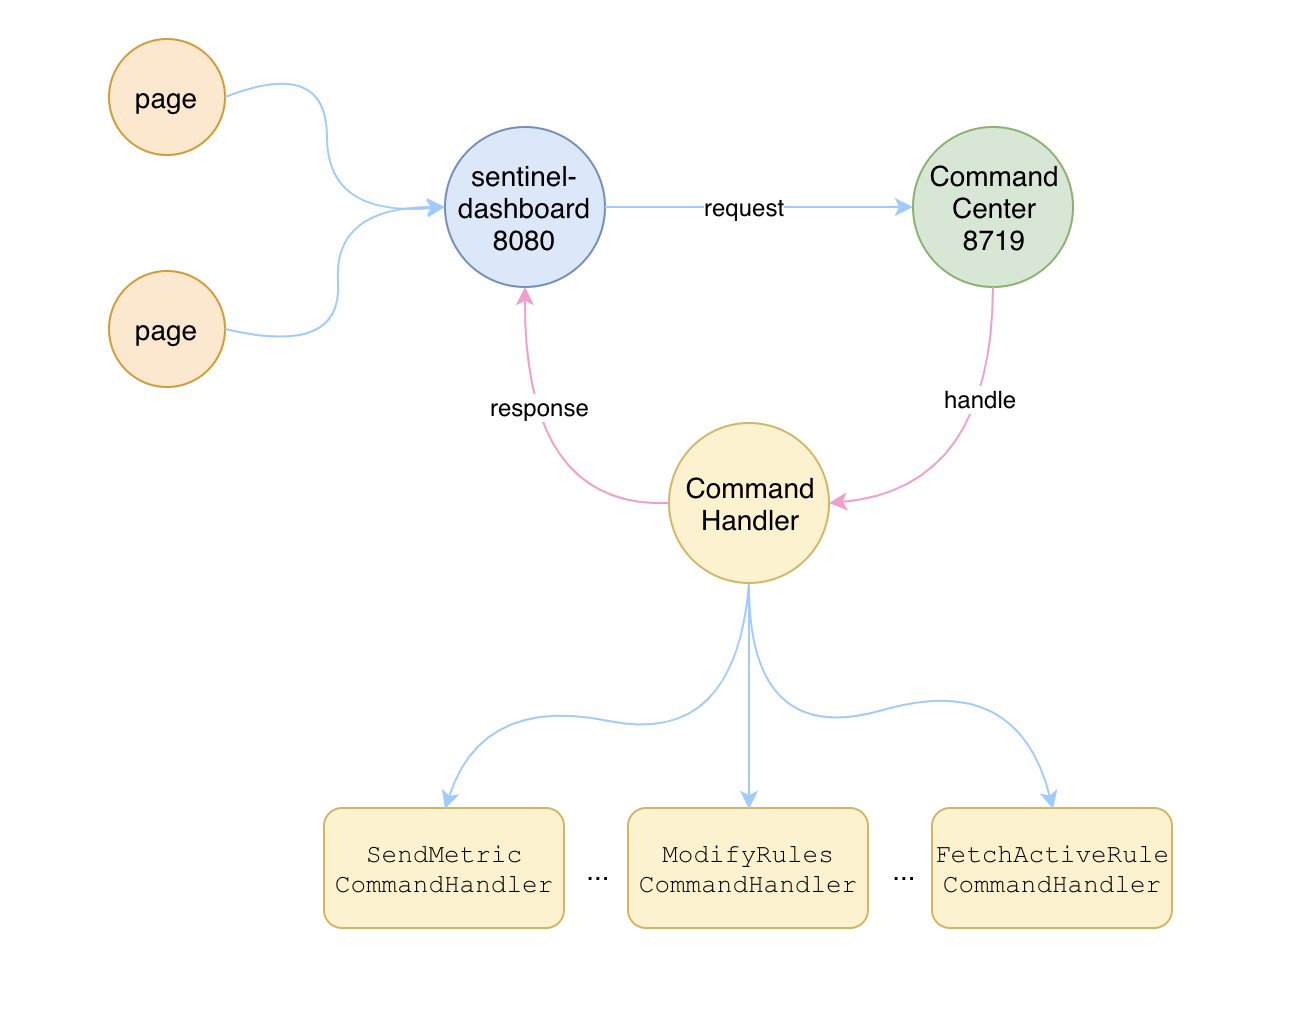 page
sentinel-
dashboard
8080
request
Command
Center
8719
page
response
handle
Command
Handler
SendMetric
CommandHandler
...
ModifyRules
CommandHandler
...
FetchActiveRule
CommandHandler